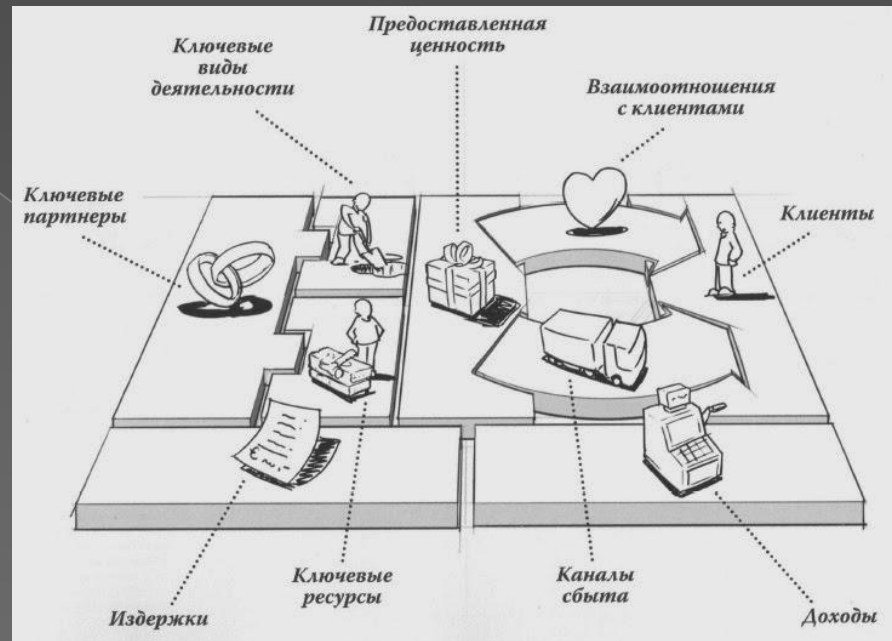 Предоставленная
ценность
Ключевые
виды
деятельности
Взаимоотношения
с клиентами
Ключевые
партнеры
Клиенты
Ключевые
ресурсы
Каналы
сбыта
Издержки
Доходы